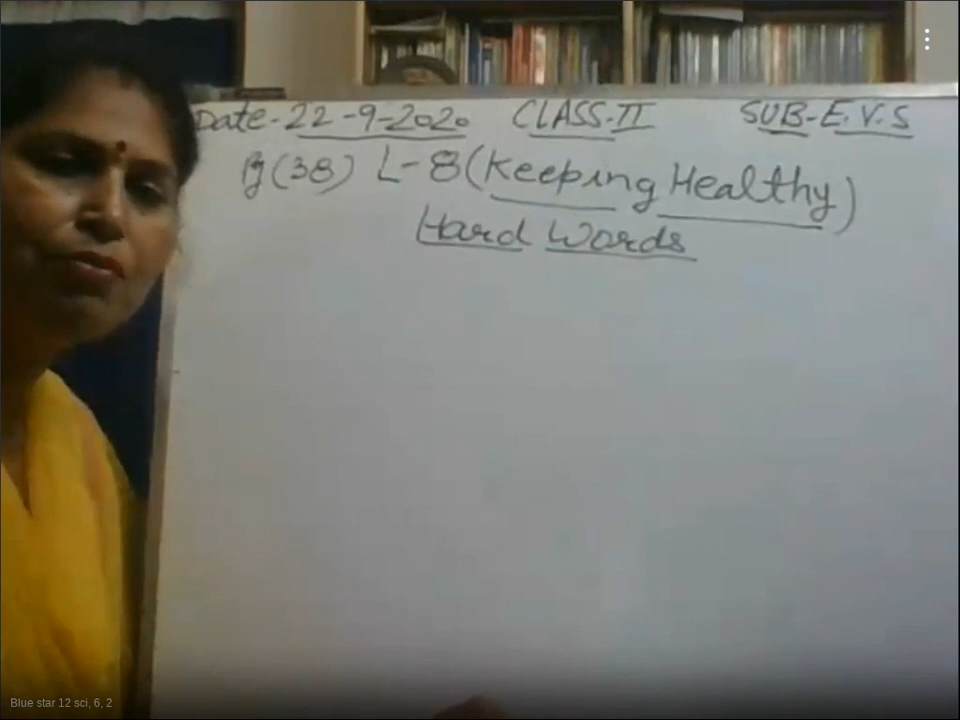 Date-22-9-2020 CLASS-II SUB-E.V.S
Pg(38) L-8(Keeping Healthy)
Hard Words
Blue star 12 sci, 6, 2